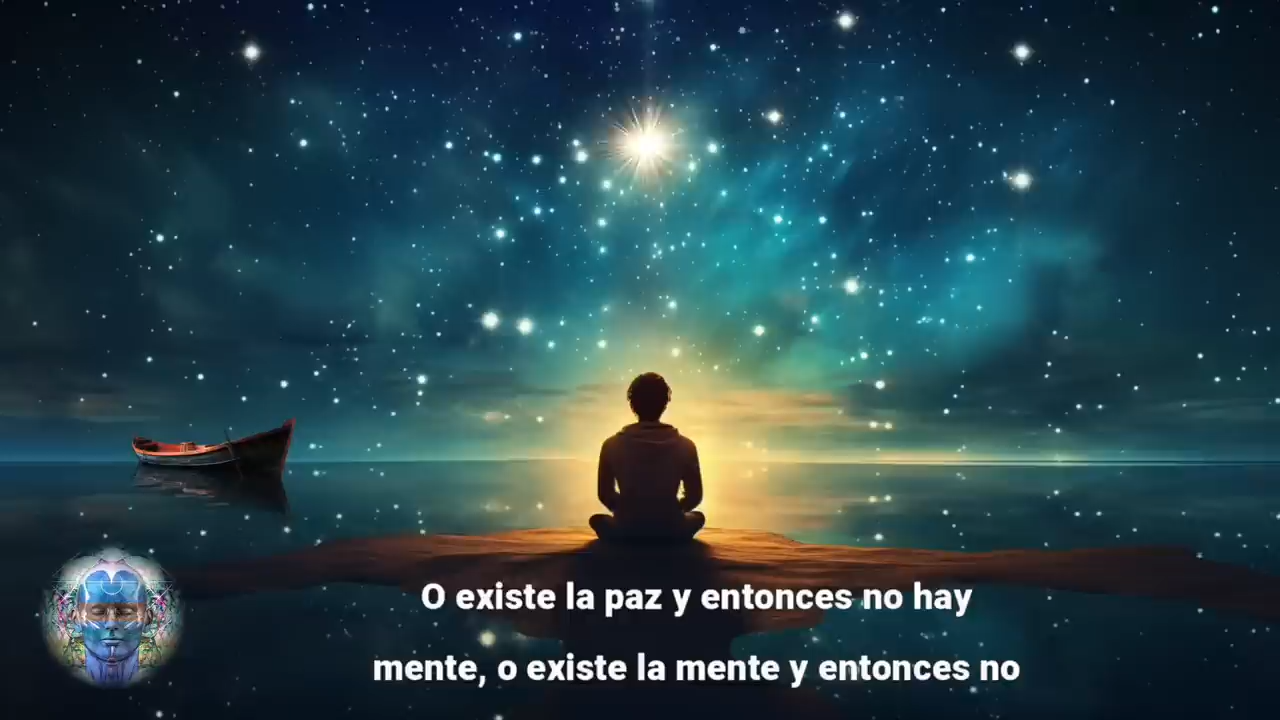 O existe la paz y entonces no hay
mente, o existe la mente y entonces no